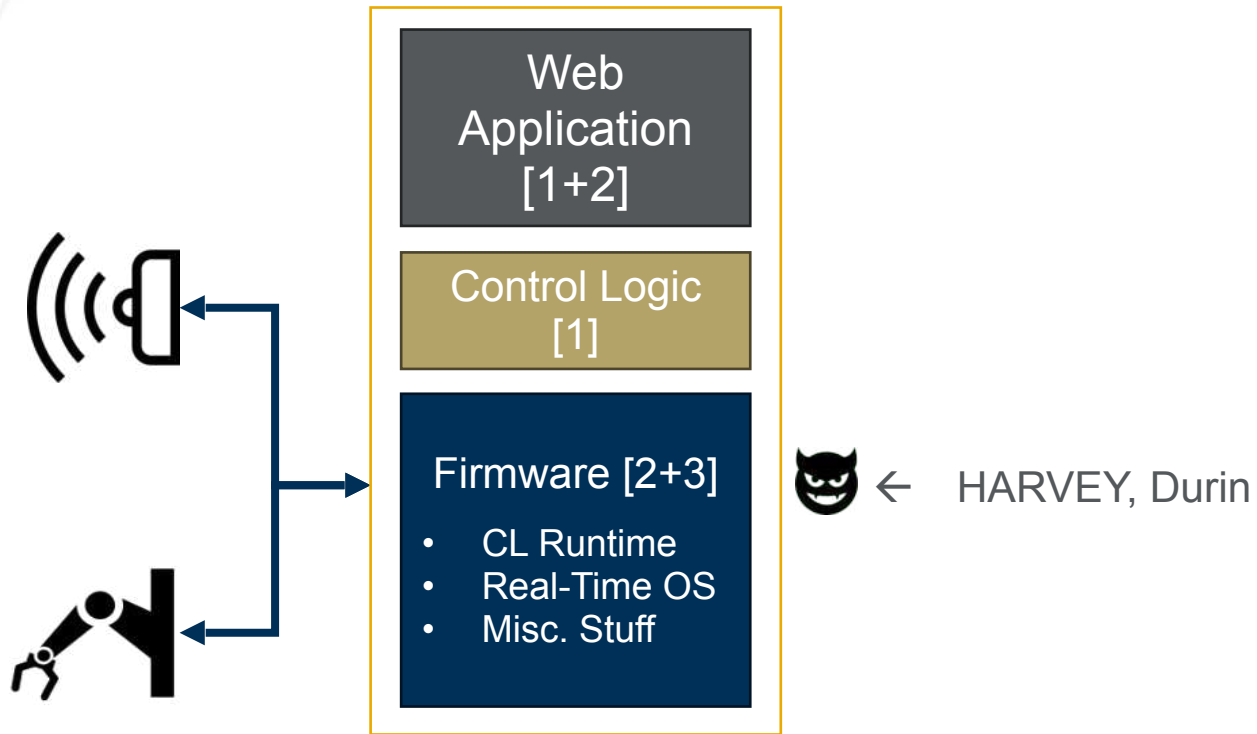 Web
Application
[1+2]
Control Logic
[1]
Firmware [2+3]
• CL Runtime
• Real-Time OS
• Misc. Stuff
← HARVEY, Durin